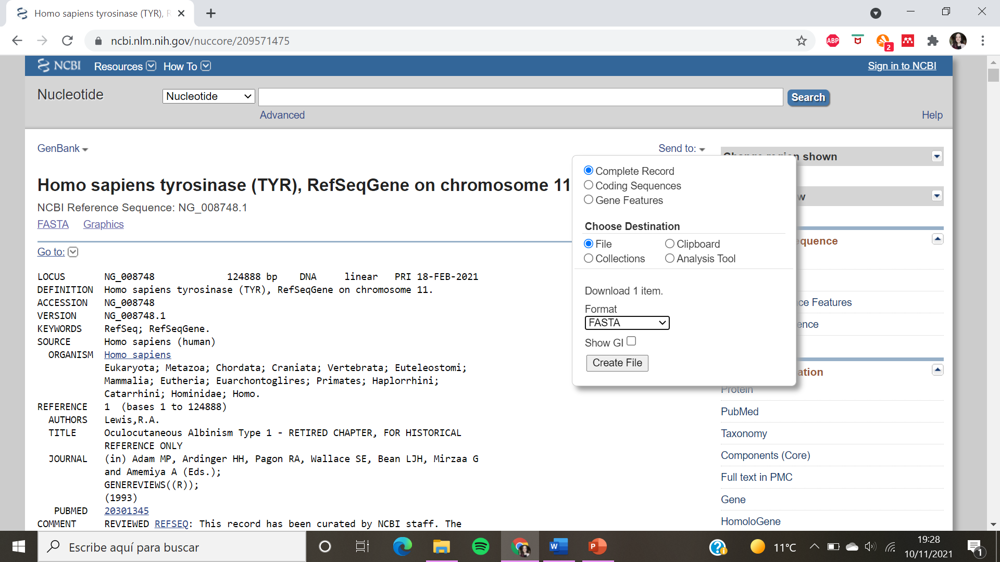 Homo sapiens tyrosinase (TYR), R
ncbi.nlm.nih.gov/nuccore/209571475
ABP
2
NCBI Resources How To Sign in to NCBI
Nucleotide Nucleotide Search
Advanced Help
GenBank Send to:
Change region shown
Homo sapiens tyrosinase (TYR), RefSeqGene on chromosome 11
NCBI Reference Sequence: NG_008748.1
FASTA Graphics
Go to:
LOCUS NG_008748 124888 bp DNA linear PRI 18-FEB-2021
DEFINITION Homo sapiens tyrosinase (TYR), RefSeqGene on chromosome 11.
ACCESSION NG_008748
VERSION NG_008748.1
KEYWORDS RefSeq; RefSeqGene.
SOURCE Homo sapiens (human)
ORGANISM Homo sapiens
Eukaryota; Metazoa; Chordata; Craniata; Vertebrata; Euteleostomi;
Mammalia; Eutheria; Euarchontoglires; Primates; Haplorrhini;
Catarrhini; Hominidae; Homo.
REFERENCE 1 (bases 1 to 124888)
AUTHORS Lewis,R.A.
TITLE Oculocutaneous Albinism Type 1 - RETIRED CHAPTER, FOR HISTORICAL
REFERENCE ONLY
JOURNAL (in) Adam MP, Ardinger HH, Pagon RA, Wallace SE, Bean LJH, Mirzaa G
and Amemiya A (Eds.);
GENEREVIEWS((R));
(1993)
PUBMED 20301345
COMMENT REVIEWED REFSEQ: This record has been curated by NCBI staff. The
Complete Record
Coding Sequences
Gene Features
Choose Destination
File Clipboard
Collections Analysis Tool
Download 1 item.
Format
FASTA
Show GI
Create File
w
equence
ce Features
ence
ation
Protein
PubMed
Taxonomy
Components (Core)
Full text in PMC
Gene
HomoloGene
Escribe aquí para buscar
W
P
11°C
19:28
10/11/2021
1